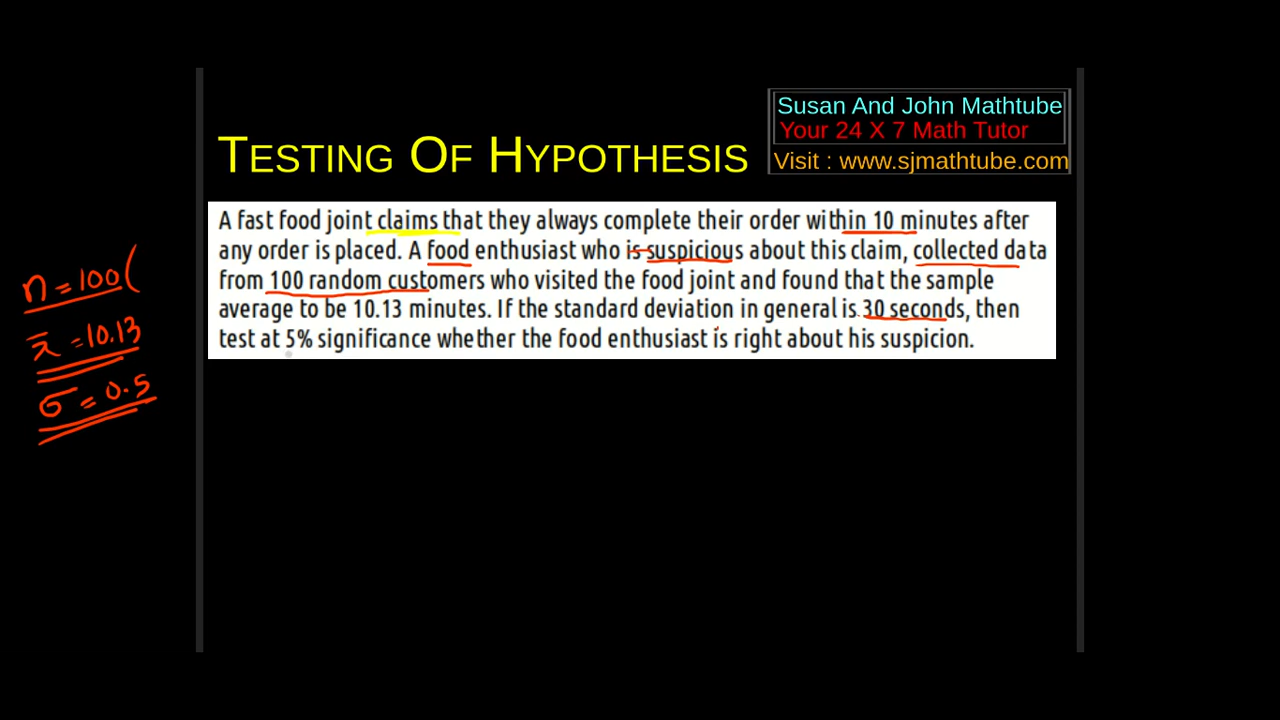 Susan And John Mathtube
Your 24 X 7 Math Tutor
Visit : www.sjmathtube.com
TESTING OF HYPOTHESIS
A fast food joint claims that they always complete their order within 10 minutes after
any order is placed. A food enthusiast who is suspicious about this claim, collected data
from 100 random customers who visited the food joint and found that the sample
average to be 10.13 minutes. If the standard deviation in general is 30 seconds, then
test at 5% significance whether the food enthusiast is right about his suspicion.
n = 100 (
x̄ = 10.13
σ = 0.5